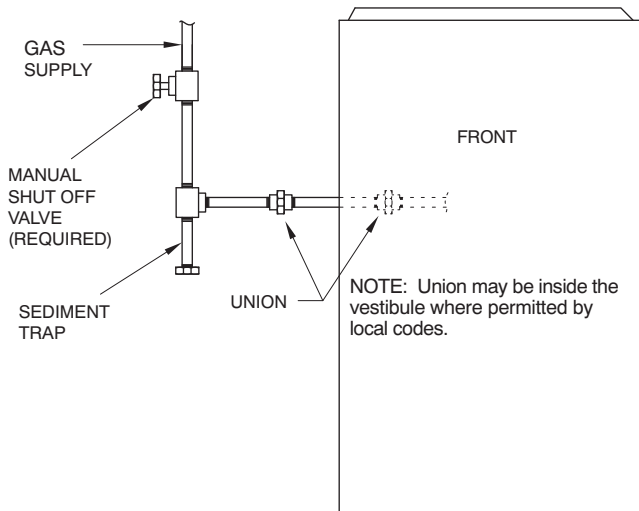 GAS
SUPPLY
FRONT
MANUAL
SHUT OFF
VALVE
(REQUIRED)
SEDIMENT
TRAP
UNION
NOTE: Union may be inside the
vestibule where permitted by
local codes.